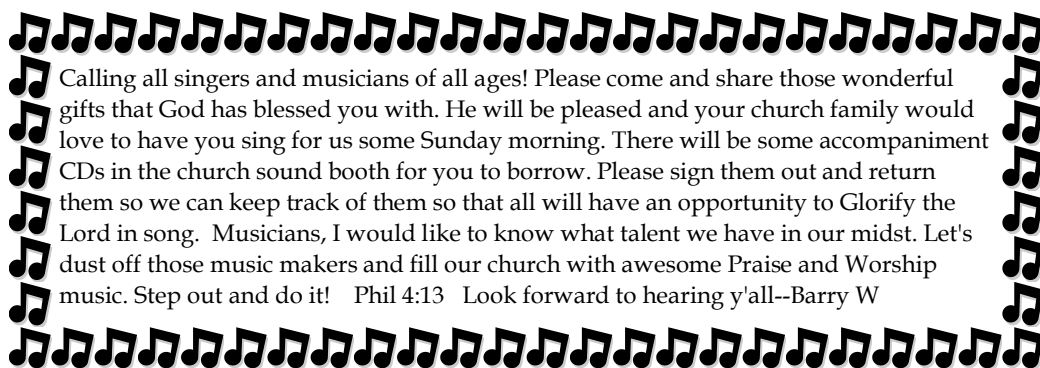 Calling all singers and musicians of all ages! Please come and share those wonderful
gifts that God has blessed you with. He will be pleased and your church family would
love to have you sing for us some Sunday morning. There will be some accompaniment
CDs in the church sound booth for you to borrow. Please sign them out and return
them so we can keep track of them so that all will have an opportunity to Glorify the
Lord in song.  Musicians, I would like to know what talent we have in our midst. Let's
dust off those music makers and fill our church with awesome Praise and Worship
music. Step out and do it!    Phil 4:13   Look forward to hearing y'all--Barry W